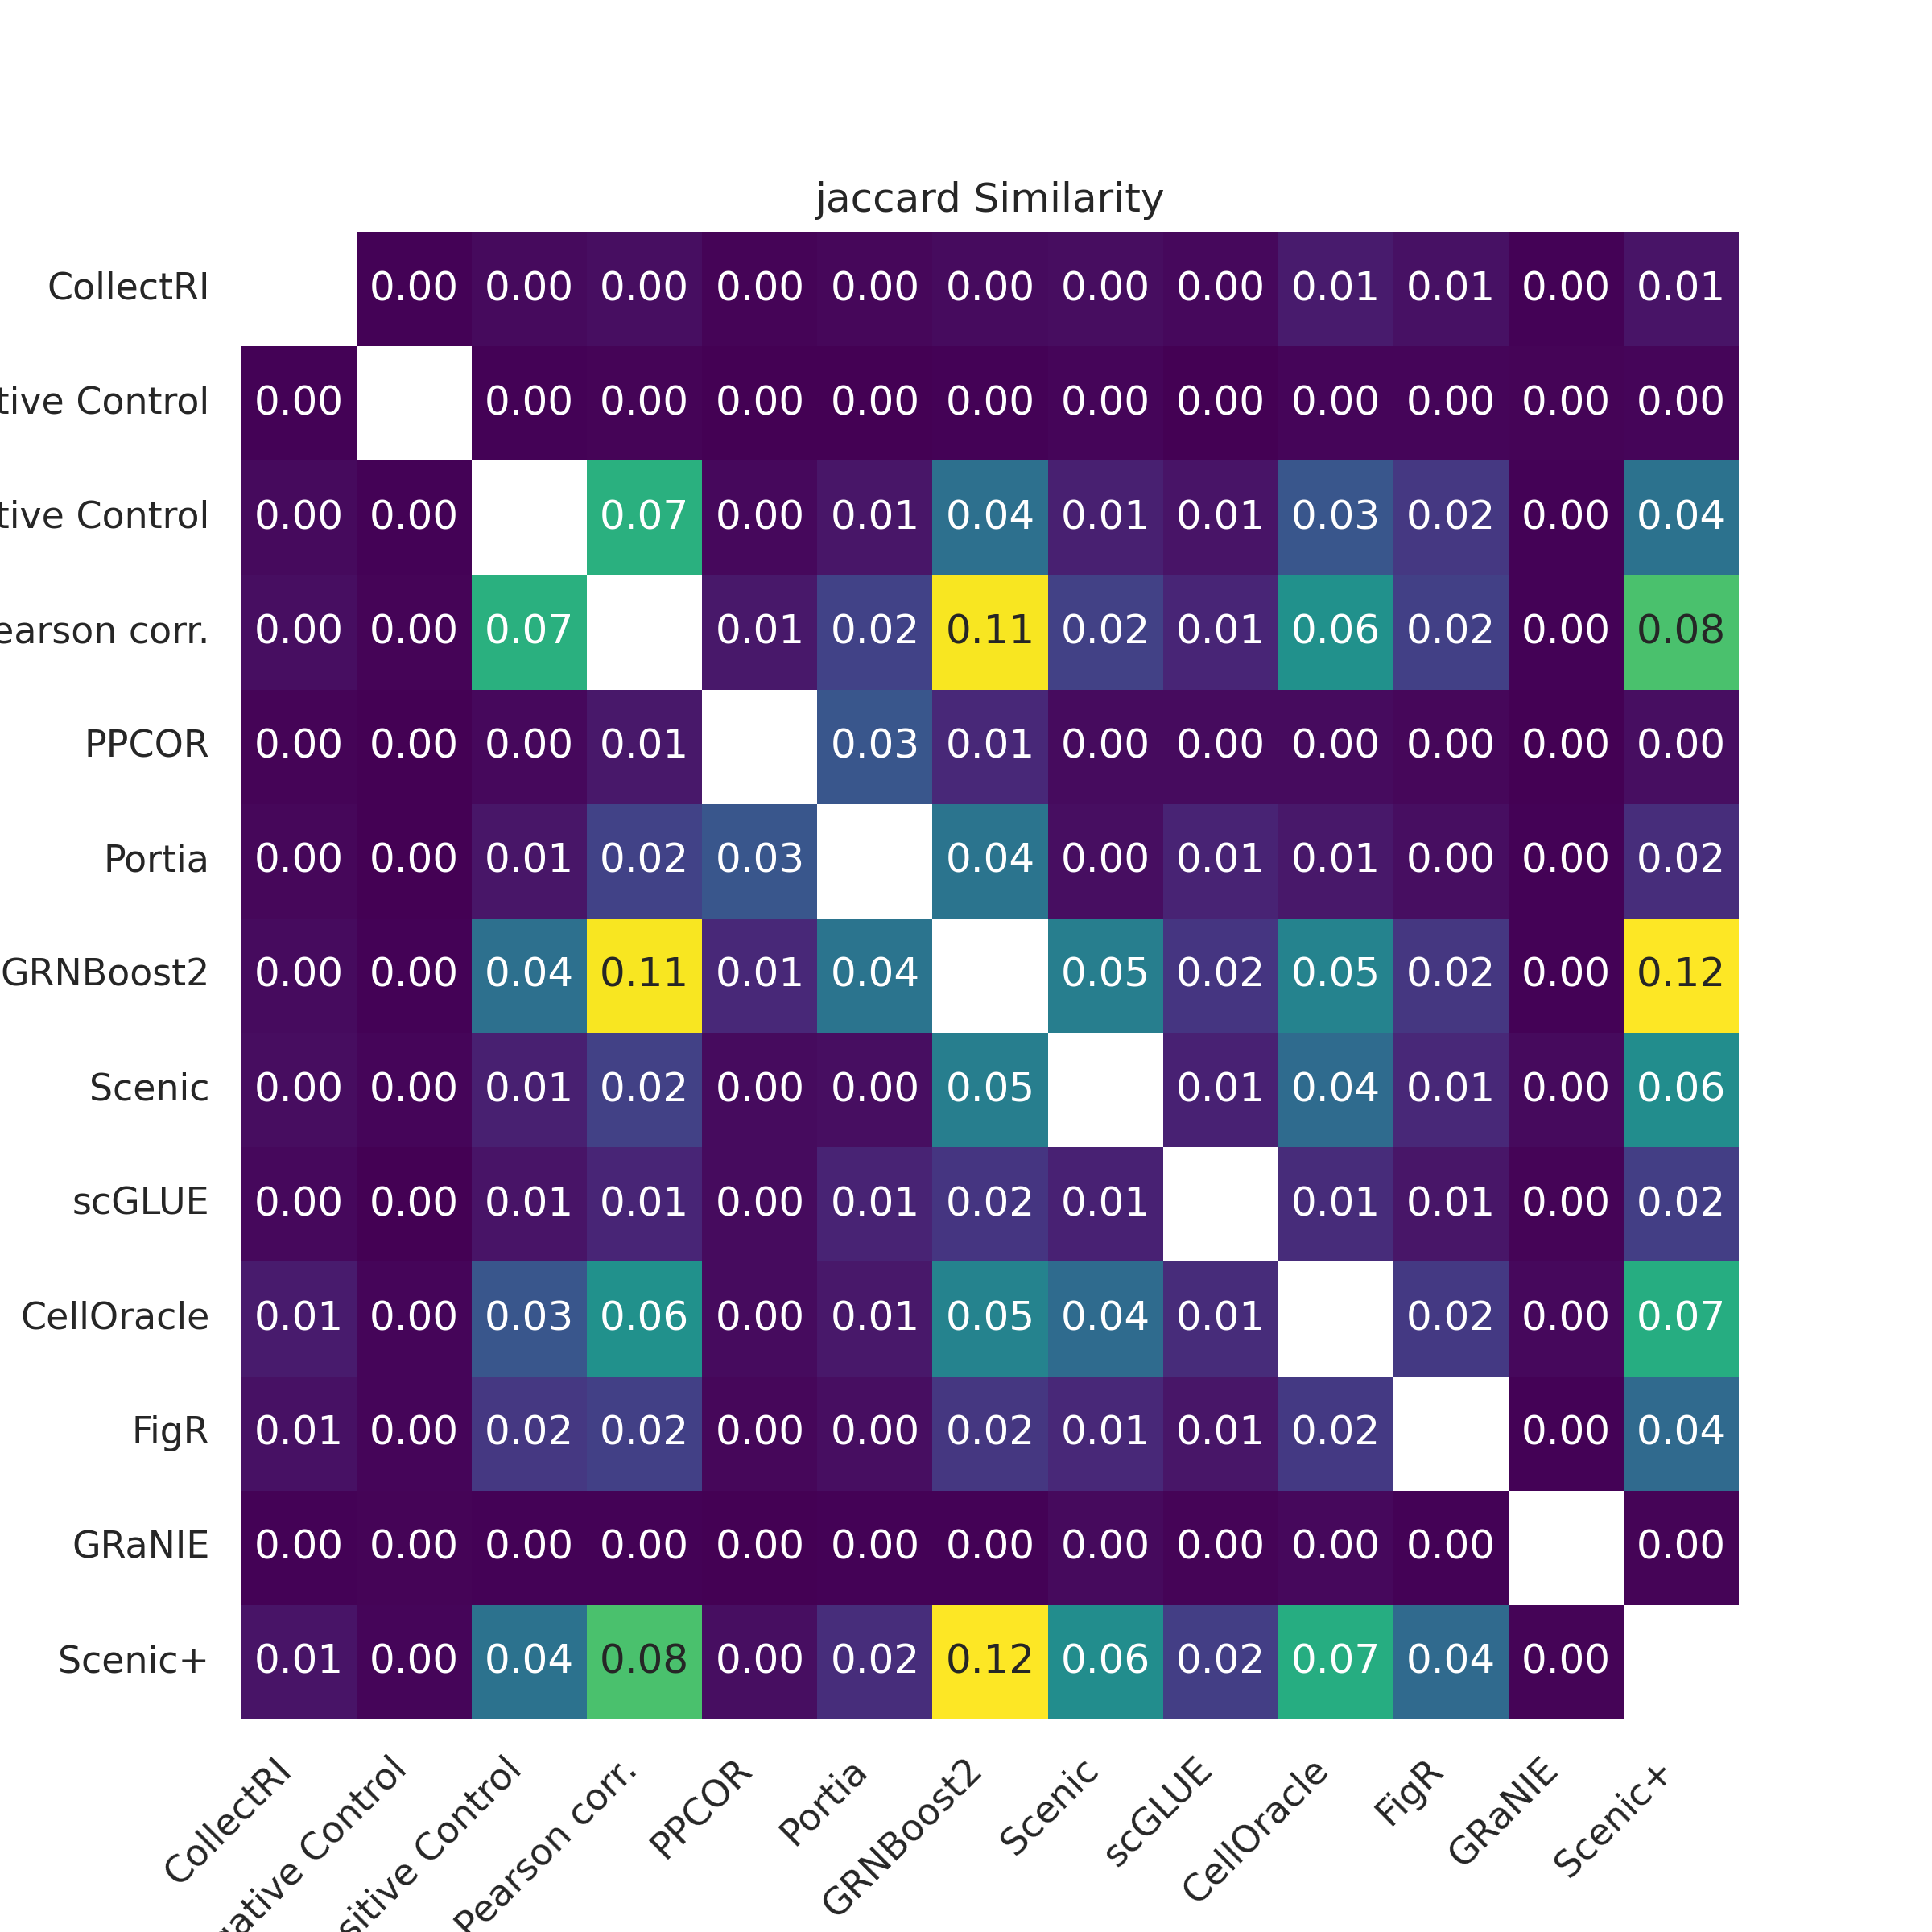 jaccard Similarity
CollectRI 0.00 0.00 0.00 0.00 0.00 0.00 0.00 0.00 0.01 0.01 0.00 0.01
tive Control 0.00 0.00 0.00 0.00 0.00 0.00 0.00 0.00 0.00 0.00 0.00 0.00
tive Control 0.00 0.00 0.07 0.00 0.01 0.04 0.01 0.01 0.03 0.02 0.00 0.04
earson corr. 0.00 0.00 0.07 0.01 0.02 0.11 0.02 0.01 0.06 0.02 0.00 0.08
PPCOR 0.00 0.00 0.00 0.01 0.03 0.01 0.00 0.00 0.00 0.00 0.00 0.00
Portia 0.00 0.00 0.01 0.02 0.03 0.04 0.00 0.01 0.01 0.00 0.00 0.02
GRNBoost2 0.00 0.00 0.04 0.11 0.01 0.04 0.05 0.02 0.05 0.02 0.00 0.12
Scenic 0.00 0.00 0.01 0.02 0.00 0.00 0.05 0.01 0.04 0.01 0.00 0.06
scGLUE 0.00 0.00 0.01 0.01 0.00 0.01 0.02 0.01 0.01 0.01 0.00 0.02
CellOracle 0.01 0.00 0.03 0.06 0.00 0.01 0.05 0.04 0.01 0.02 0.00 0.07
FigR 0.01 0.00 0.02 0.02 0.00 0.00 0.02 0.01 0.01 0.02 0.00 0.04
GRaNIE 0.00 0.00 0.00 0.00 0.00 0.00 0.00 0.00 0.00 0.00 0.00 0.00
Scenic+ 0.01 0.00 0.04 0.08 0.00 0.02 0.12 0.06 0.02 0.07 0.04 0.00
CollectRI
gative Control
sitive Control
Pearson corr.
PPCOR
Portia
GRNBoost2
Scenic
scGLUE
CellOracle
FigR
GRaNIE
Scenic+